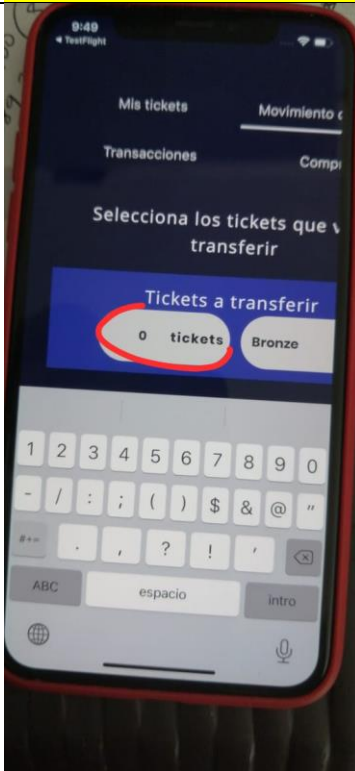 9:49
◀ TestFlight
Mis tickets
Movimiento
Transacciones
Comp
Selecciona los tickets que
transferir
Tickets a transferir
0 tickets
Bronze
1 2 3 4 5 6 7 8 9 0
- / : ; ( ) $ & @ "
#+= . , ? ! '
ABC espacio intro